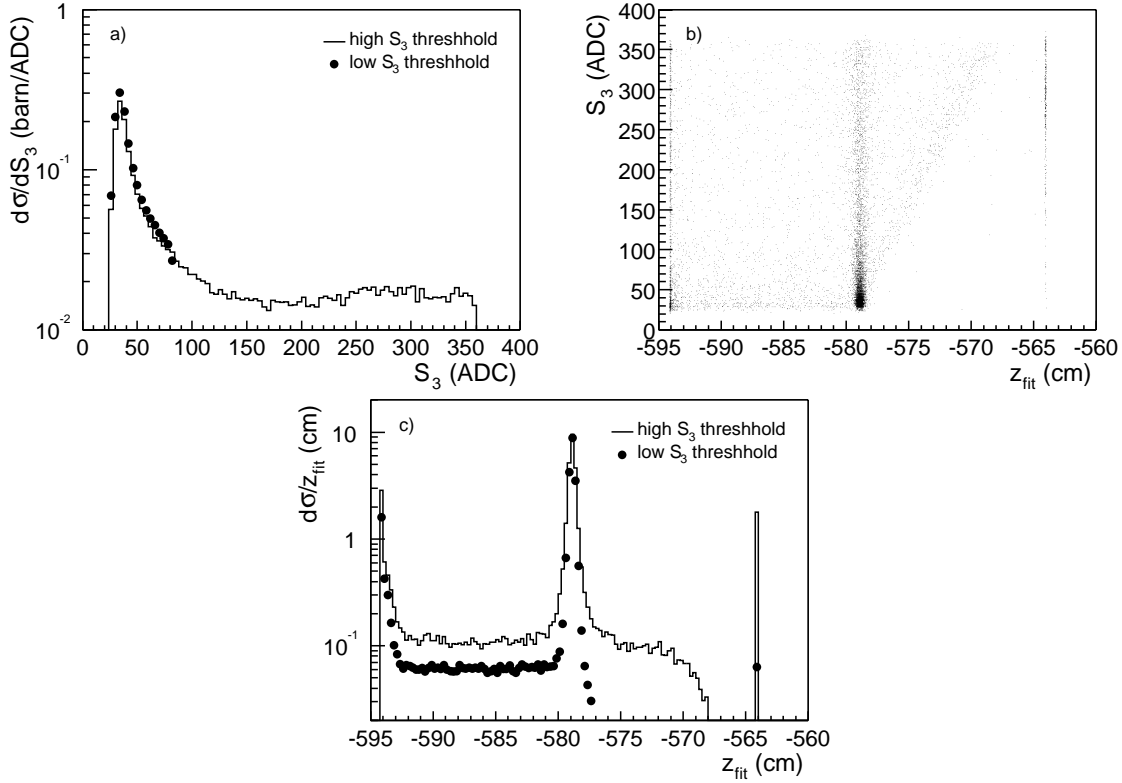 a)
high S3 threshhold
low S3 threshhold
dσ/dS3 (barn/ADC)
1
10-1
10-2
0 50 100 150 200 250 300 350 400
S3 (ADC)
b)
S3 (ADC)
400
350
300
250
200
150
100
50
0
-595 -590 -585 -580 -575 -570 -565 -560
zfit (cm)
c)
high S3 threshhold
low S3 threshhold
dσ/zfit (cm)
10
1
10-1
-595 -590 -585 -580 -575 -570 -565 -560
zfit (cm)